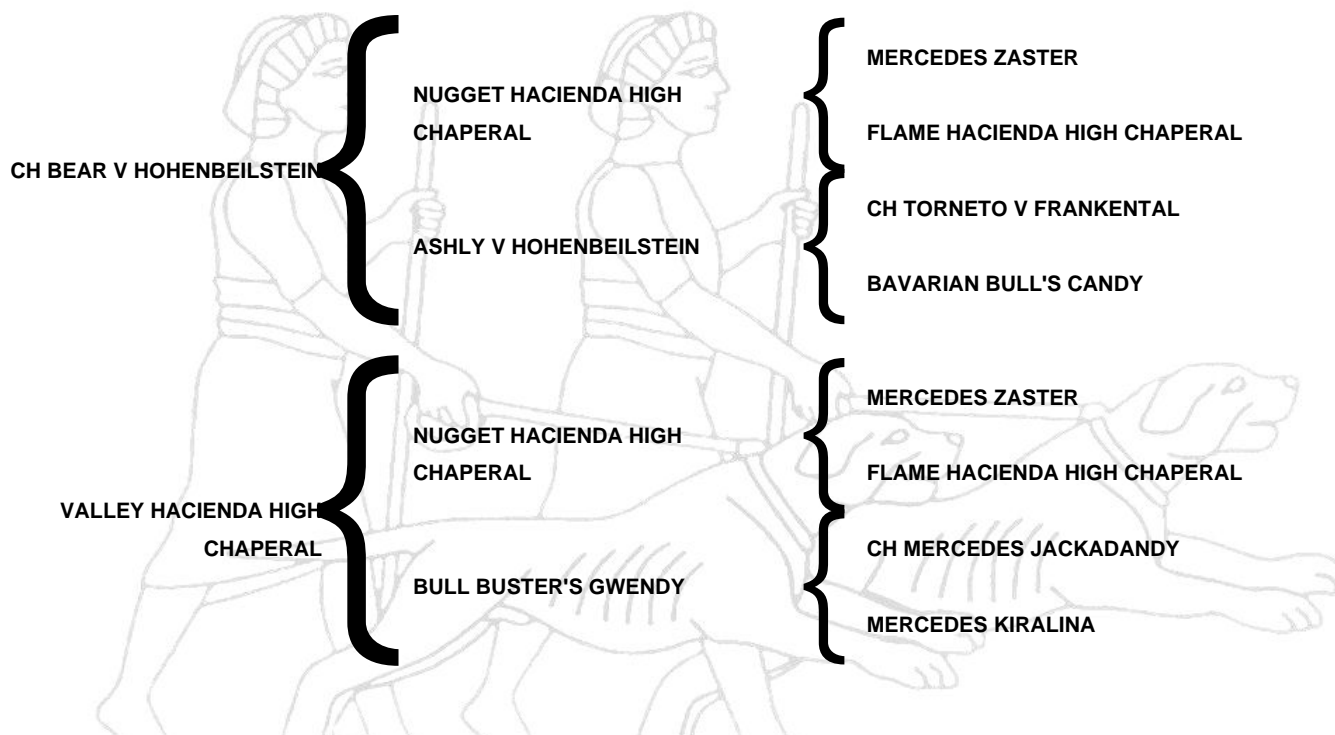 MERCEDES ZASTER
NUGGET HACIENDA HIGH
CHAPERAL
FLAME HACIENDA HIGH CHAPERAL
CH BEAR V HOHENBEILSTEIN
CH TORNETO V FRANKENTAL
ASHLY V HOHENBEILSTEIN
BAVARIAN BULL'S CANDY
MERCEDES ZASTER
NUGGET HACIENDA HIGH
CHAPERAL
FLAME HACIENDA HIGH CHAPERAL
VALLEY HACIENDA HIGH
CHAPERAL
CH MERCEDES JACKADANDY
BULL BUSTER'S GWENDY
MERCEDES KIRALINA